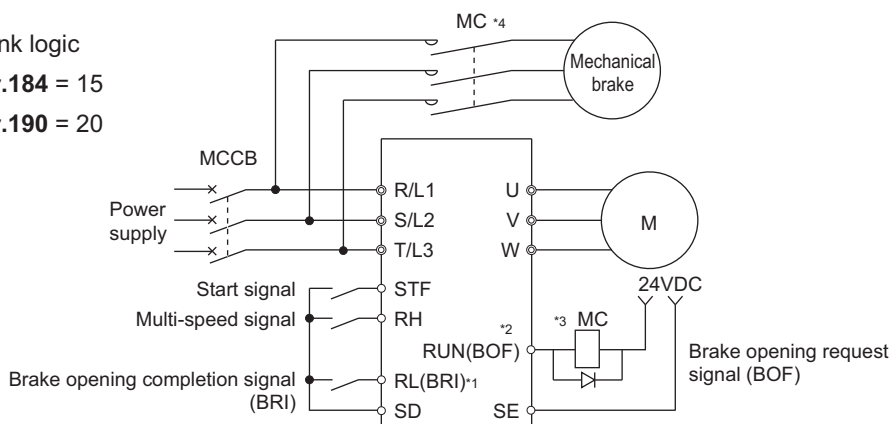 MC *4
nk logic
.184 = 15
.190 = 20
Mechanical
brake
MCCB
R/L1
U
Power
supply
S/L2
V
M
T/L3
W
24VDC
Start signal
STF
Multi-speed signal
RH
*2
*3 MC
RUN(BOF)
Brake opening request
signal (BOF)
Brake opening completion signal
(BRI)
RL(BRI)*1
SD
SE